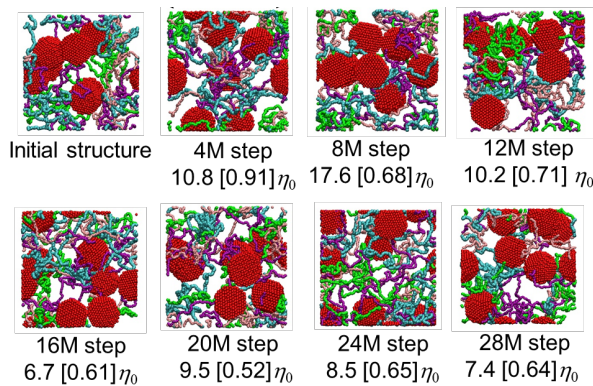 Initial structure
4M step
8M step
12M step
10.8 [0.91]η₀
17.6 [0.68]η₀
10.2 [0.71] η₀
16M step
20M step
24M step
28M step
6.7 [0.61]η₀
9.5 [0.52]η₀
8.5 [0.65]η₀
7.4 [0.64]η₀